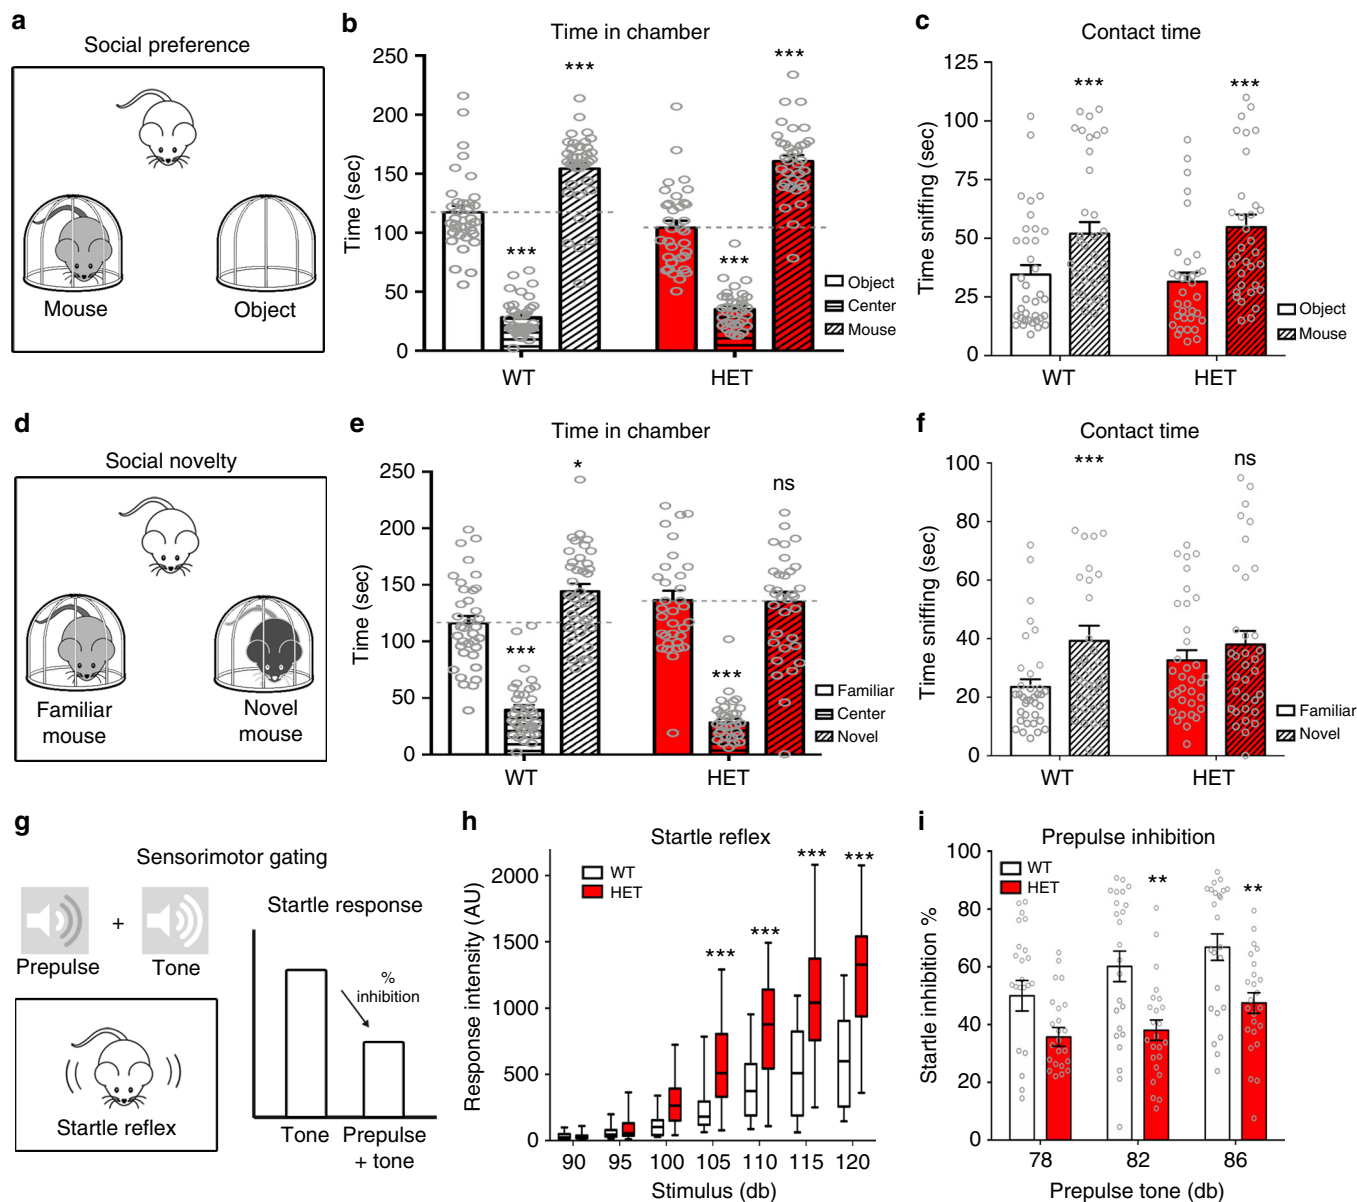 a
Social preference
Mouse
Object
b
Time in chamber
Time (sec)
250
200
150
100
50
0
***
***
***
***
Object
Center
Mouse
WT
HET
c
Contact time
Time sniffing (sec)
125
100
75
50
25
0
***
***
Object
Mouse
WT
HET
d
Social novelty
Familiar
mouse
Novel
mouse
e
Time in chamber
Time (sec)
250
200
150
100
50
0
***
*
***
ns
Familiar
Center
Novel
WT
HET
f
Contact time
Time sniffing (sec)
100
80
60
40
20
0
***
ns
Familiar
Novel
WT
HET
g
Sensorimotor gating
+
Prepulse
Tone
Startle reflex
Startle response
%
inhibition
Tone
Prepulse
+ tone
h
Startle reflex
Response intensity (AU)
2000
1500
1000
500
0
WT
HET
***
***
***
***
90 95 100 105 110 115 120
Stimulus (db)
i
Prepulse inhibition
Startle inhibition %
100
80
60
40
20
0
WT
HET
**
**
78 82 86
Prepulse tone (db)